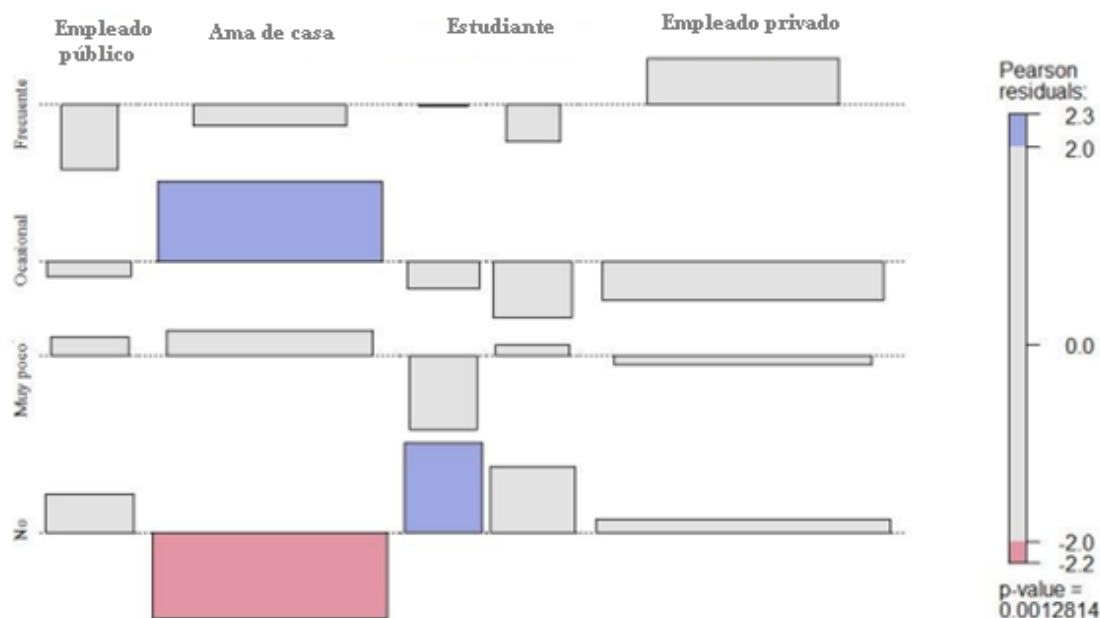 Empleado
público
Ama de casa
Estudiante
Empleado privado
Frecuente
Ocasional
Muy poco
No
Pearson
residuals:
2.3
2.0
0.0
-2.0
-2.2
p-value =
0.0012814